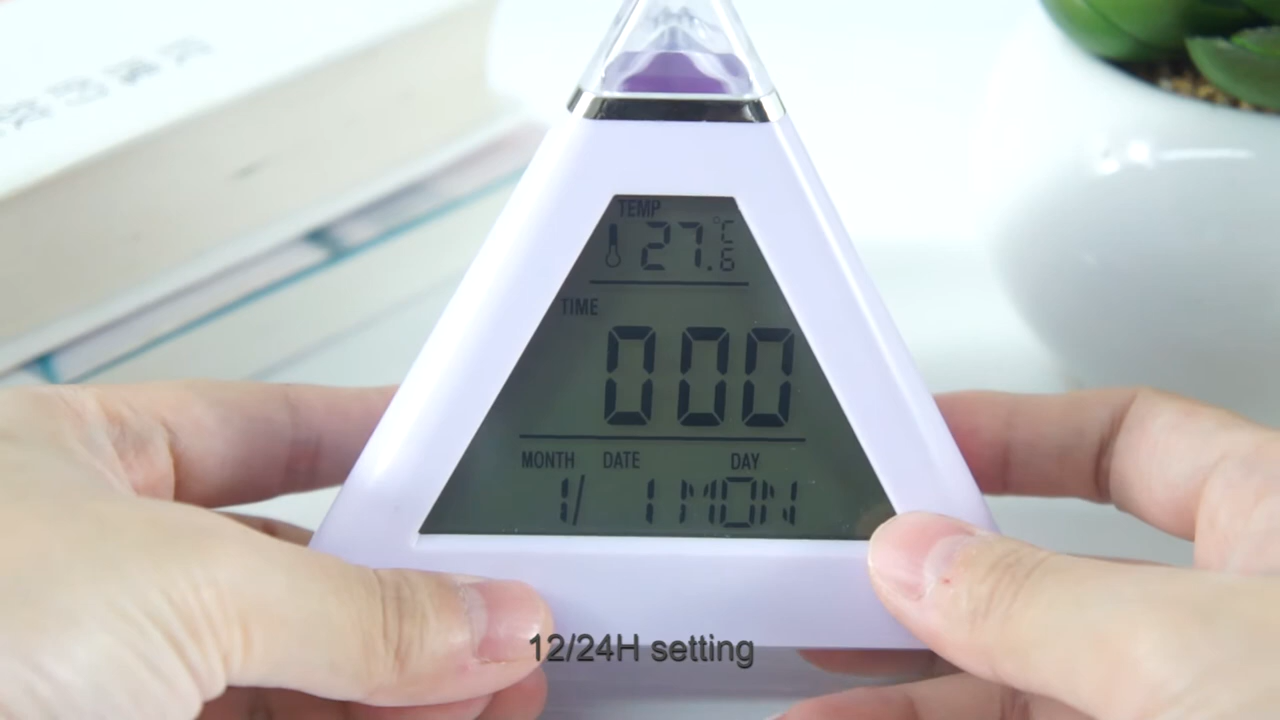 TEMP
27.6 °C
TIME
000
MONTH DATE DAY
1/ 1 MON
12/24H setting